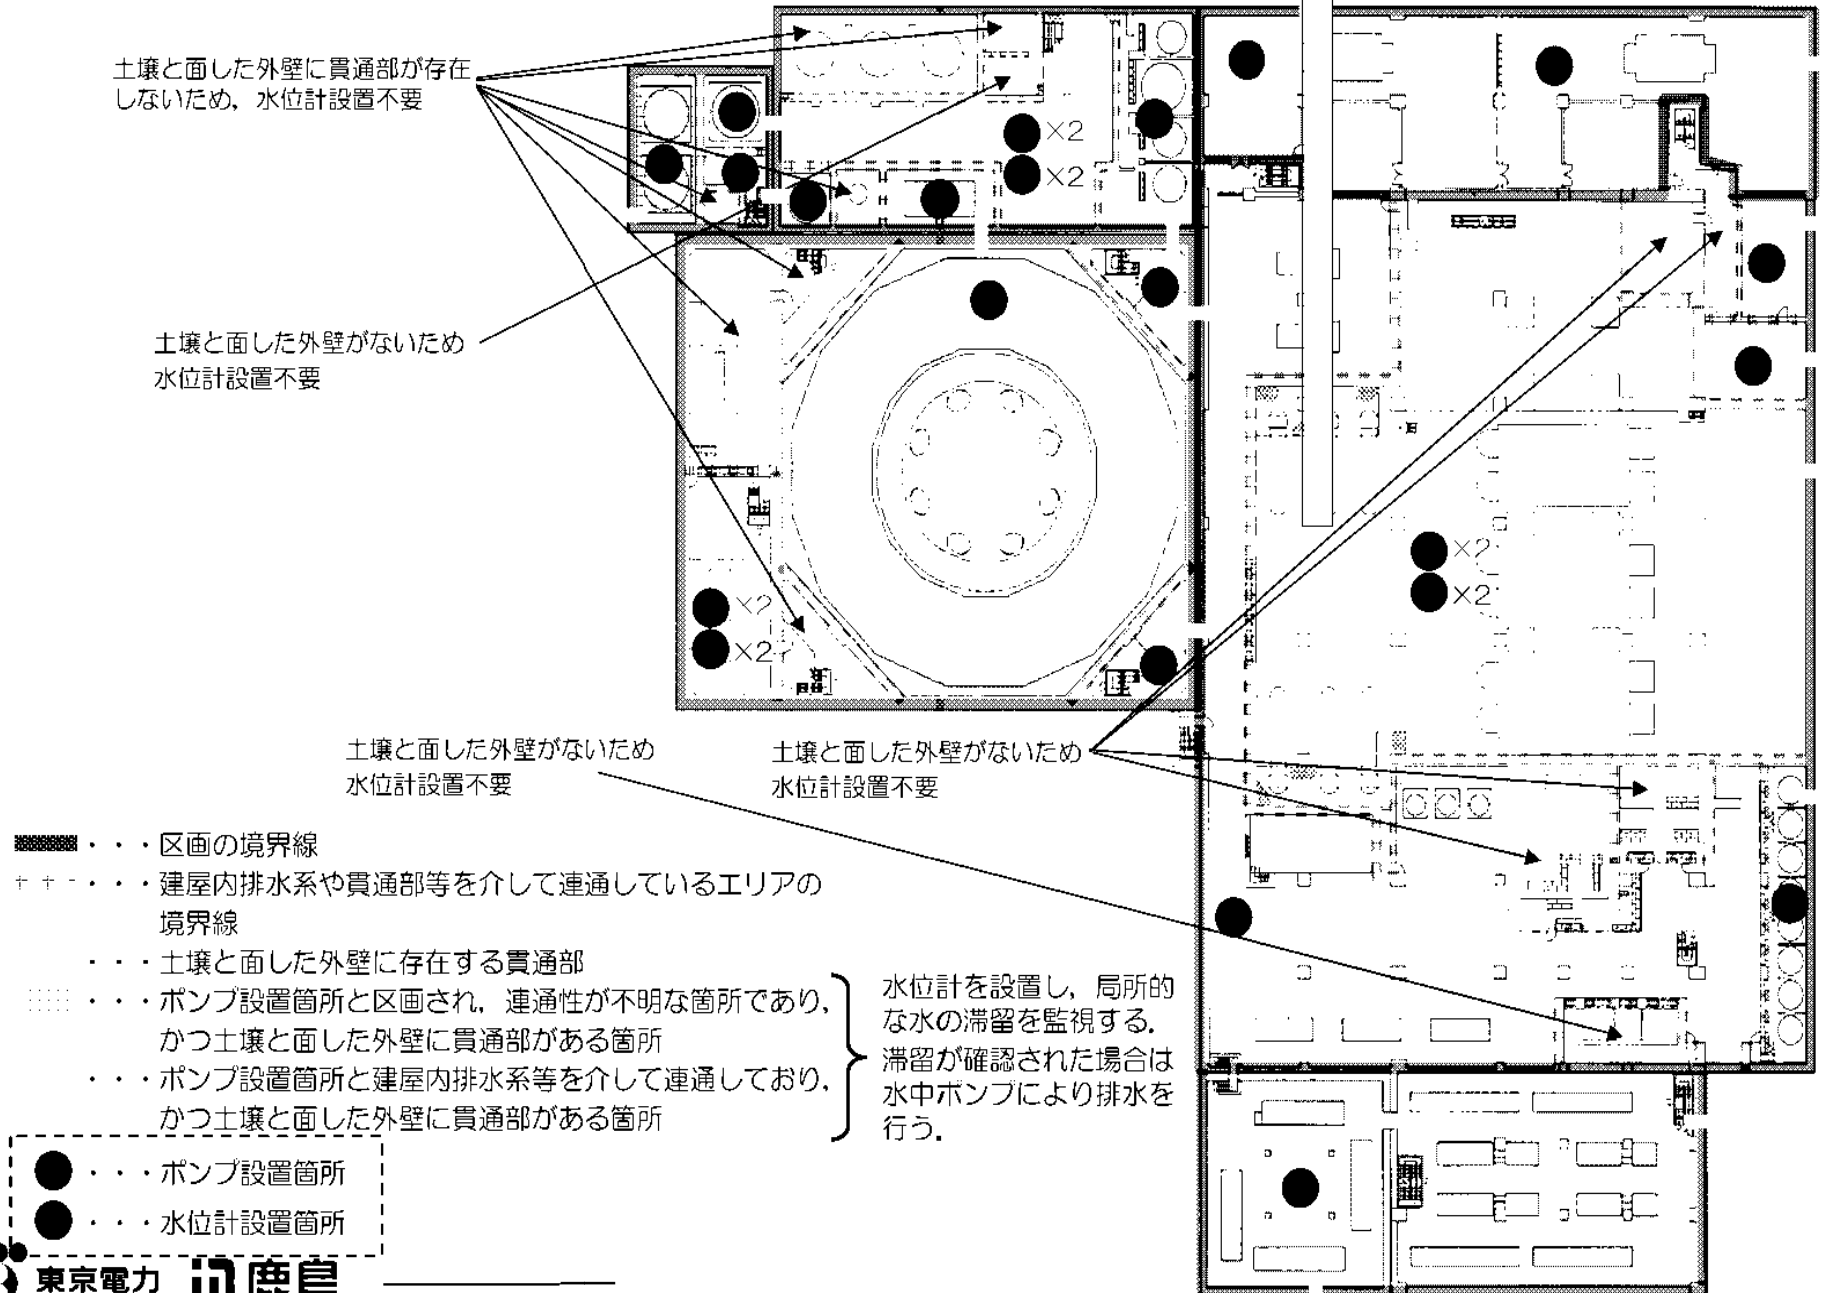 土壌と面した外壁に貫通部が存在
しないため，水位計設置不要
×2
×2
土壌と面した外壁がないため
水位計設置不要
×2
×2
×2
×2
土壌と面した外壁がないため
水位計設置不要
土壌と面した外壁がないため
水位計設置不要
・・・区画の境界線
・・・建屋内排水系や貫通部等を介して連通しているエリアの
境界線
・・・土壌と面した外壁に存在する貫通部
・・・ポンプ設置箇所と区画され，連通性が不明な箇所であり，
かつ土壌と面した外壁に貫通部がある箇所
・・・ポンプ設置箇所と建屋内排水系等を介して連通しており，
かつ土壌と面した外壁に貫通部がある箇所
水位計を設置し，局所的
な水の滞留を監視する．
滞留が確認された場合は
水中ポンプにより排水を
行う．
・・・ポンプ設置箇所
・・・水位計設置箇所
東京電力 鹿島